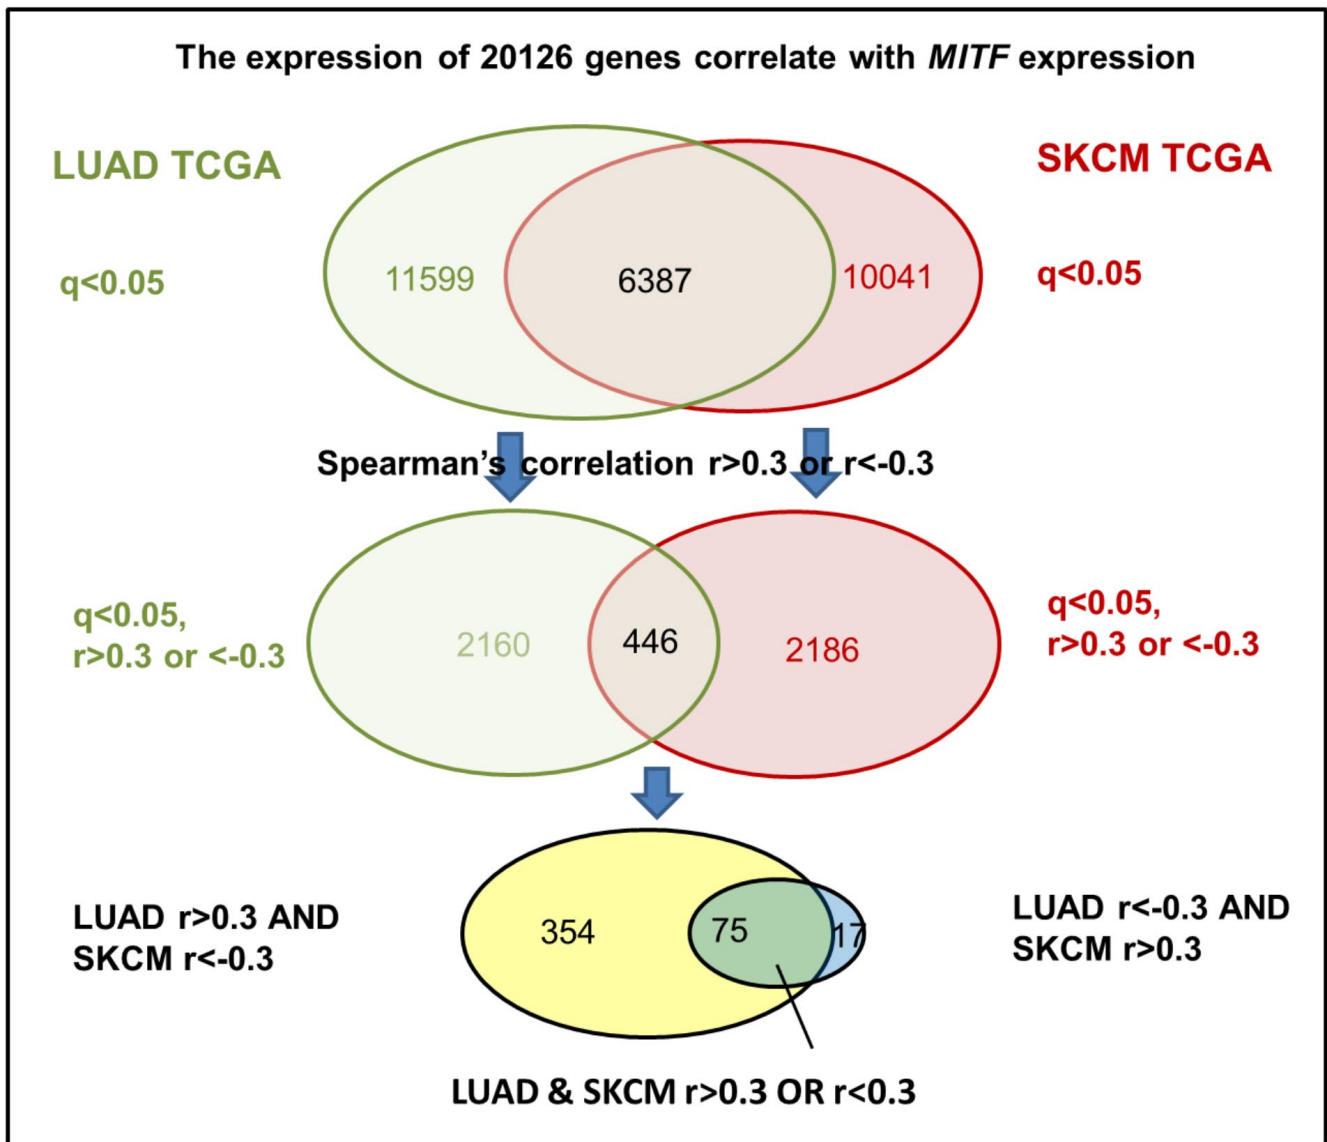 The expression of 20126 genes correlate with MITF expression
LUAD TCGA
SKCM TCGA
q<0.05
11599
6387
10041
q<0.05
Spearman's correlation r>0.3 or r<-0.3
q<0.05,
r>0.3 or <-0.3
2160
446
2186
q<0.05,
r>0.3 or <-0.3
LUAD r>0.3 AND
SKCM r<-0.3
354
75
17
LUAD r<-0.3 AND
SKCM r>0.3
LUAD & SKCM r>0.3 OR r<0.3